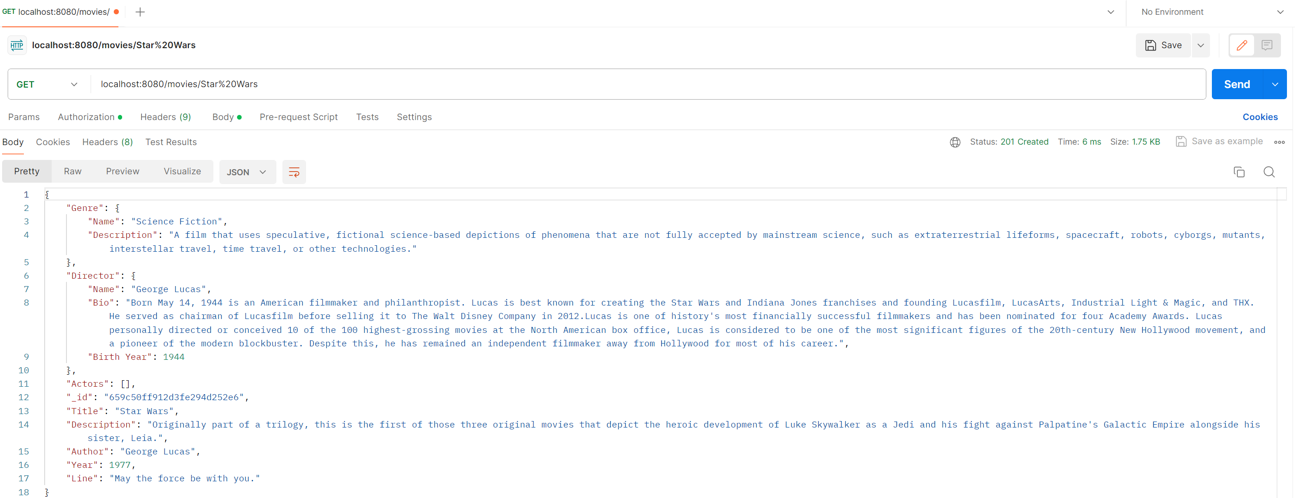 GET localhost:8080/movies/
No Environment
HTTP localhost:8080/movies/Star%20Wars
Save
GET localhost:8080/movies/Star%20Wars
Send
Params Authorization Headers (9) Body Pre-request Script Tests Settings Cookies
Body Cookies Headers (8) Test Results Status: 201 Created Time: 6 ms Size: 1.75 KB Save as example
Pretty Raw Preview Visualize JSON
1 {
2 "Genre": {
3 "Name": "Science Fiction",
4 "Description": "A film that uses speculative, fictional science-based depictions of phenomena that are not fully accepted by mainstream science, such as extraterrestrial lifeforms, spacecraft, robots, cyborgs, mutants,
interstellar travel, time travel, or other technologies."
5 },
6 "Director": {
7 "Name": "George Lucas",
8 "Bio": "Born May 14, 1944 is an American filmmaker and philanthropist. Lucas is best known for creating the Star Wars and Indiana Jones franchises and founding Lucasfilm, LucasArts, Industrial Light & Magic, and THX.
He served as chairman of Lucasfilm before selling it to The Walt Disney Company in 2012.Lucas is one of history's most financially successful filmmakers and has been nominated for four Academy Awards. Lucas
personally directed or conceived 10 of the 100 highest-grossing movies at the North American box office, Lucas is considered to be one of the most significant figures of the 20th-century New Hollywood movement, and
a pioneer of the modern blockbuster. Despite this, he has remained an independent filmmaker away from Hollywood for most of his career.",
9 "Birth Year": 1944
10 },
11 "Actors": [],
12 "_id": "659c50ff912d3fe294d252e6",
13 "Title": "Star Wars",
14 "Description": "Originally part of a trilogy, this is the first of those three original movies that depict the heroic development of Luke Skywalker as a Jedi and his fight against Palpatine's Galactic Empire alongside his
sister, Leia.",
15 "Author": "George Lucas",
16 "Year": 1977,
17 "Line": "May the force be with you."
18 }